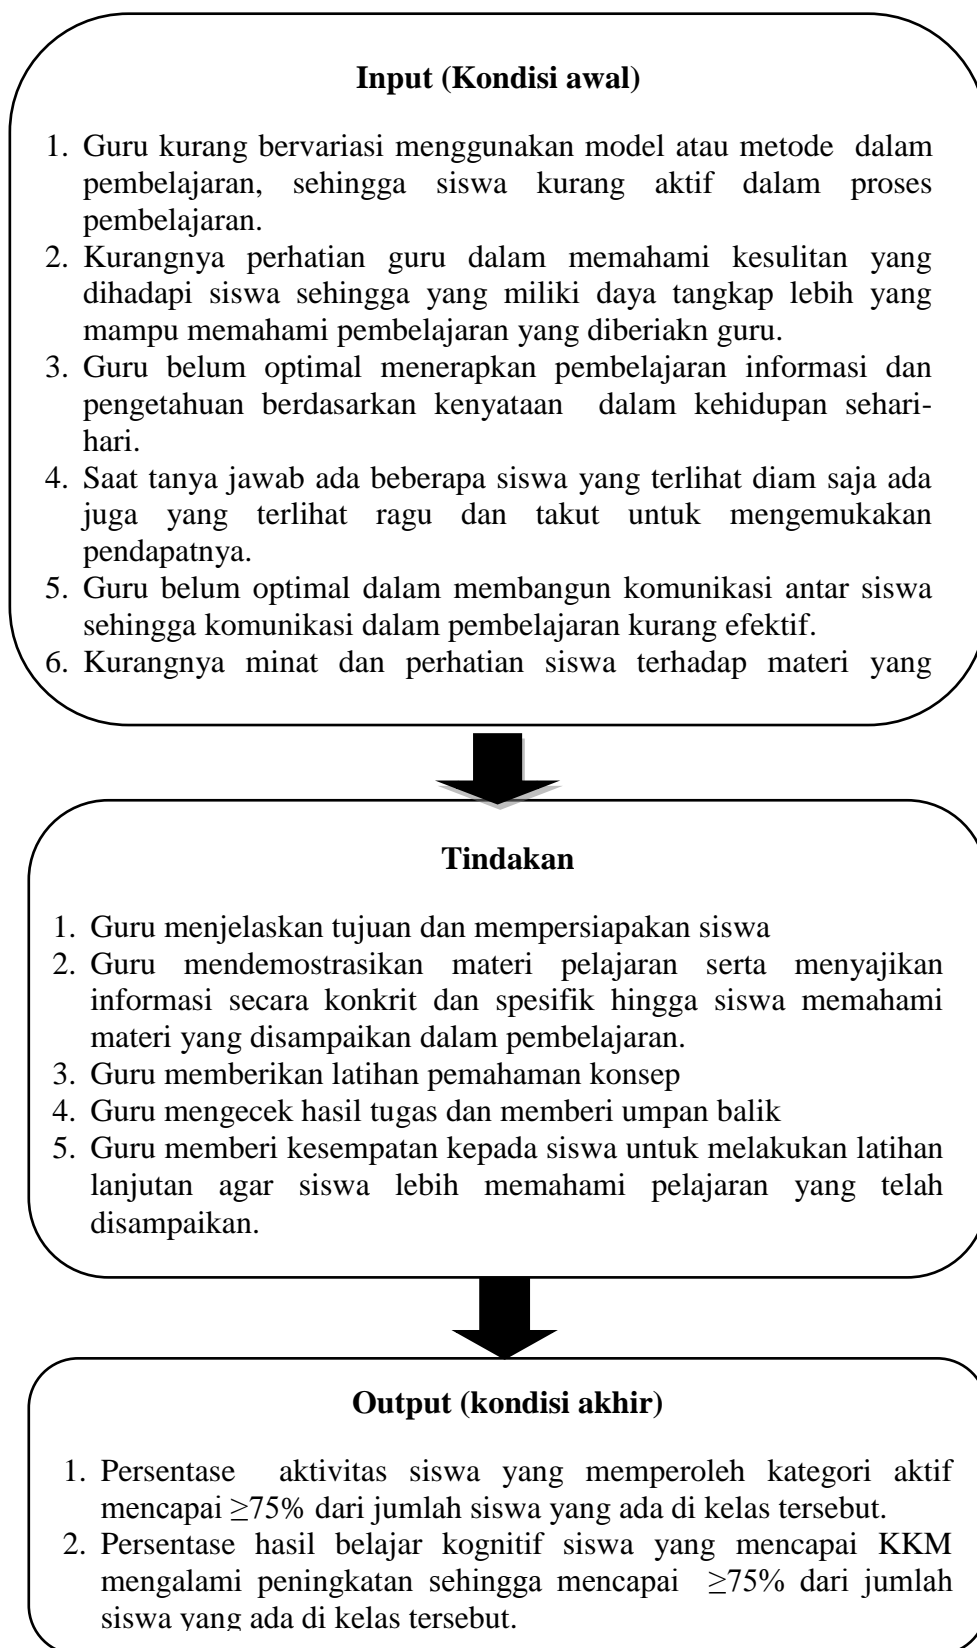 Input (Kondisi awal)
1. Guru kurang bervariasi menggunakan model atau metode dalam
pembelajaran, sehingga siswa kurang aktif dalam proses
pembelajaran.
2. Kurangnya perhatian guru dalam memahami kesulitan yang
dihadapi siswa sehingga yang miliki daya tangkap lebih yang
mampu memahami pembelajaran yang diberiakn guru.
3. Guru belum optimal menerapkan pembelajaran informasi dan
pengetahuan berdasarkan kenyataan dalam kehidupan sehari-
hari.
4. Saat tanya jawab ada beberapa siswa yang terlihat diam saja ada
juga yang terlihat ragu dan takut untuk mengemukakan
pendapatnya.
5. Guru belum optimal dalam membangun komunikasi antar siswa
sehingga komunikasi dalam pembelajaran kurang efektif.
6. Kurangnya minat dan perhatian siswa terhadap materi yang
Tindakan
1. Guru menjelaskan tujuan dan mempersiapakan siswa
2. Guru mendemostrasikan materi pelajaran serta menyajikan
informasi secara konkrit dan spesifik hingga siswa memahami
materi yang disampaikan dalam pembelajaran.
3. Guru memberikan latihan pemahaman konsep
4. Guru mengecek hasil tugas dan memberi umpan balik
5. Guru memberi kesempatan kepada siswa untuk melakukan latihan
lanjutan agar siswa lebih memahami pelajaran yang telah
disampaikan.
Output (kondisi akhir)
1. Persentase aktivitas siswa yang memperoleh kategori aktif
mencapai ≥75% dari jumlah siswa yang ada di kelas tersebut.
2. Persentase hasil belajar kognitif siswa yang mencapai KKM
mengalami peningkatan sehingga mencapai ≥75% dari jumlah
siswa yang ada di kelas tersebut.